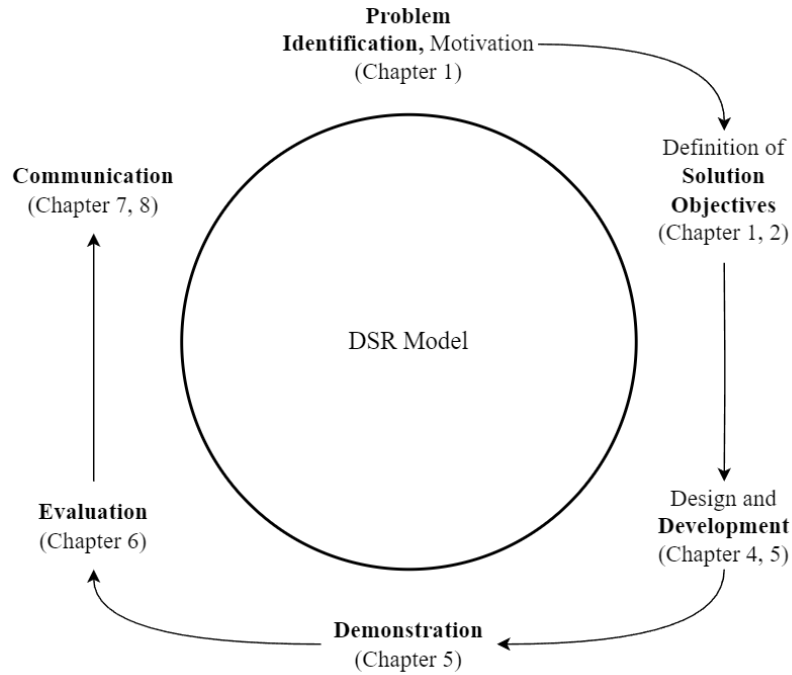 Problem
Identification, Motivation
(Chapter 1)
Definition of
Solution
Objectives
(Chapter 1, 2)
Design and
Development
(Chapter 4, 5)
Demonstration
(Chapter 5)
Evaluation
(Chapter 6)
Communication
(Chapter 7, 8)
DSR Model